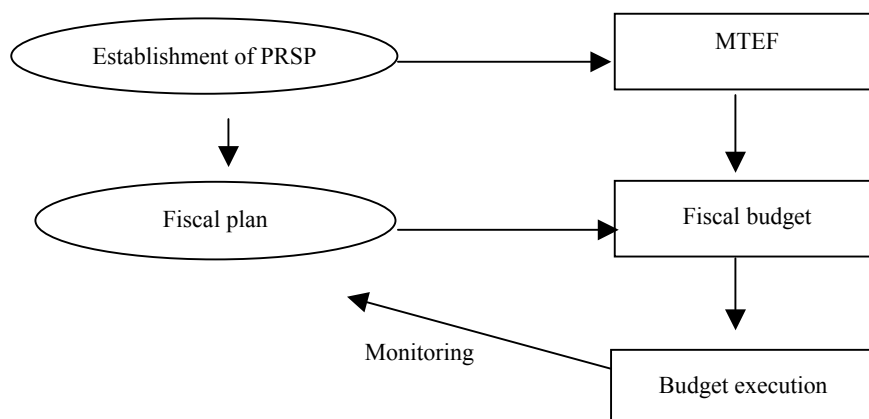 Establishment of PRSP
MTEF
Fiscal plan
Fiscal budget
Monitoring
Budget execution